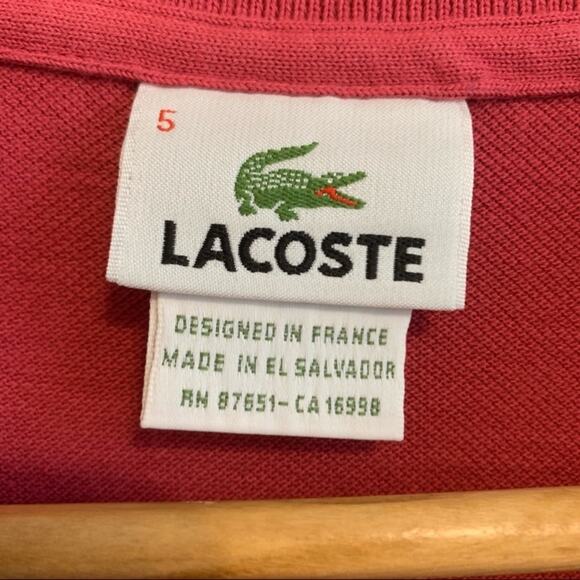 5
LACOSTE
DESIGNED IN FRANCE
MADE IN EL SALVADOR
RN 87651-CA 16998